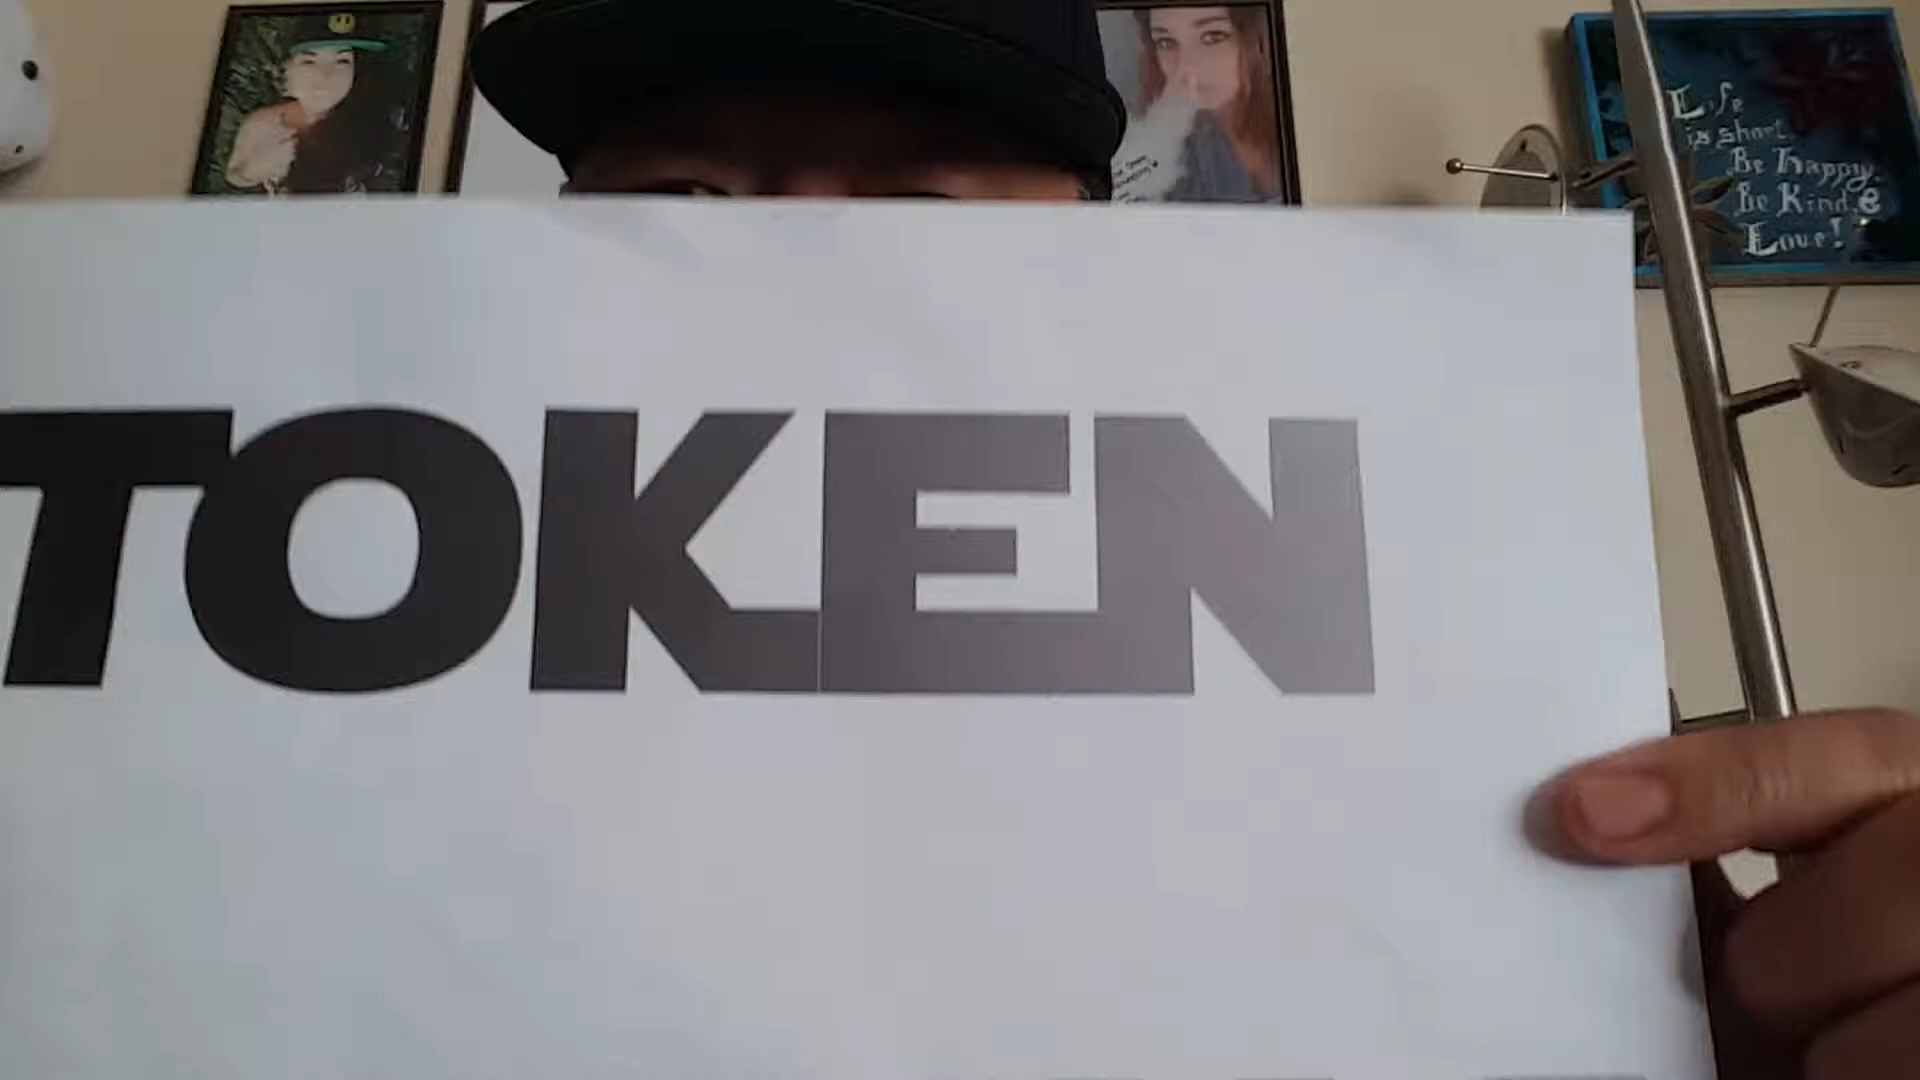 TOKEN
Life
is short.
Be Happy.
Be Kind &
Love!